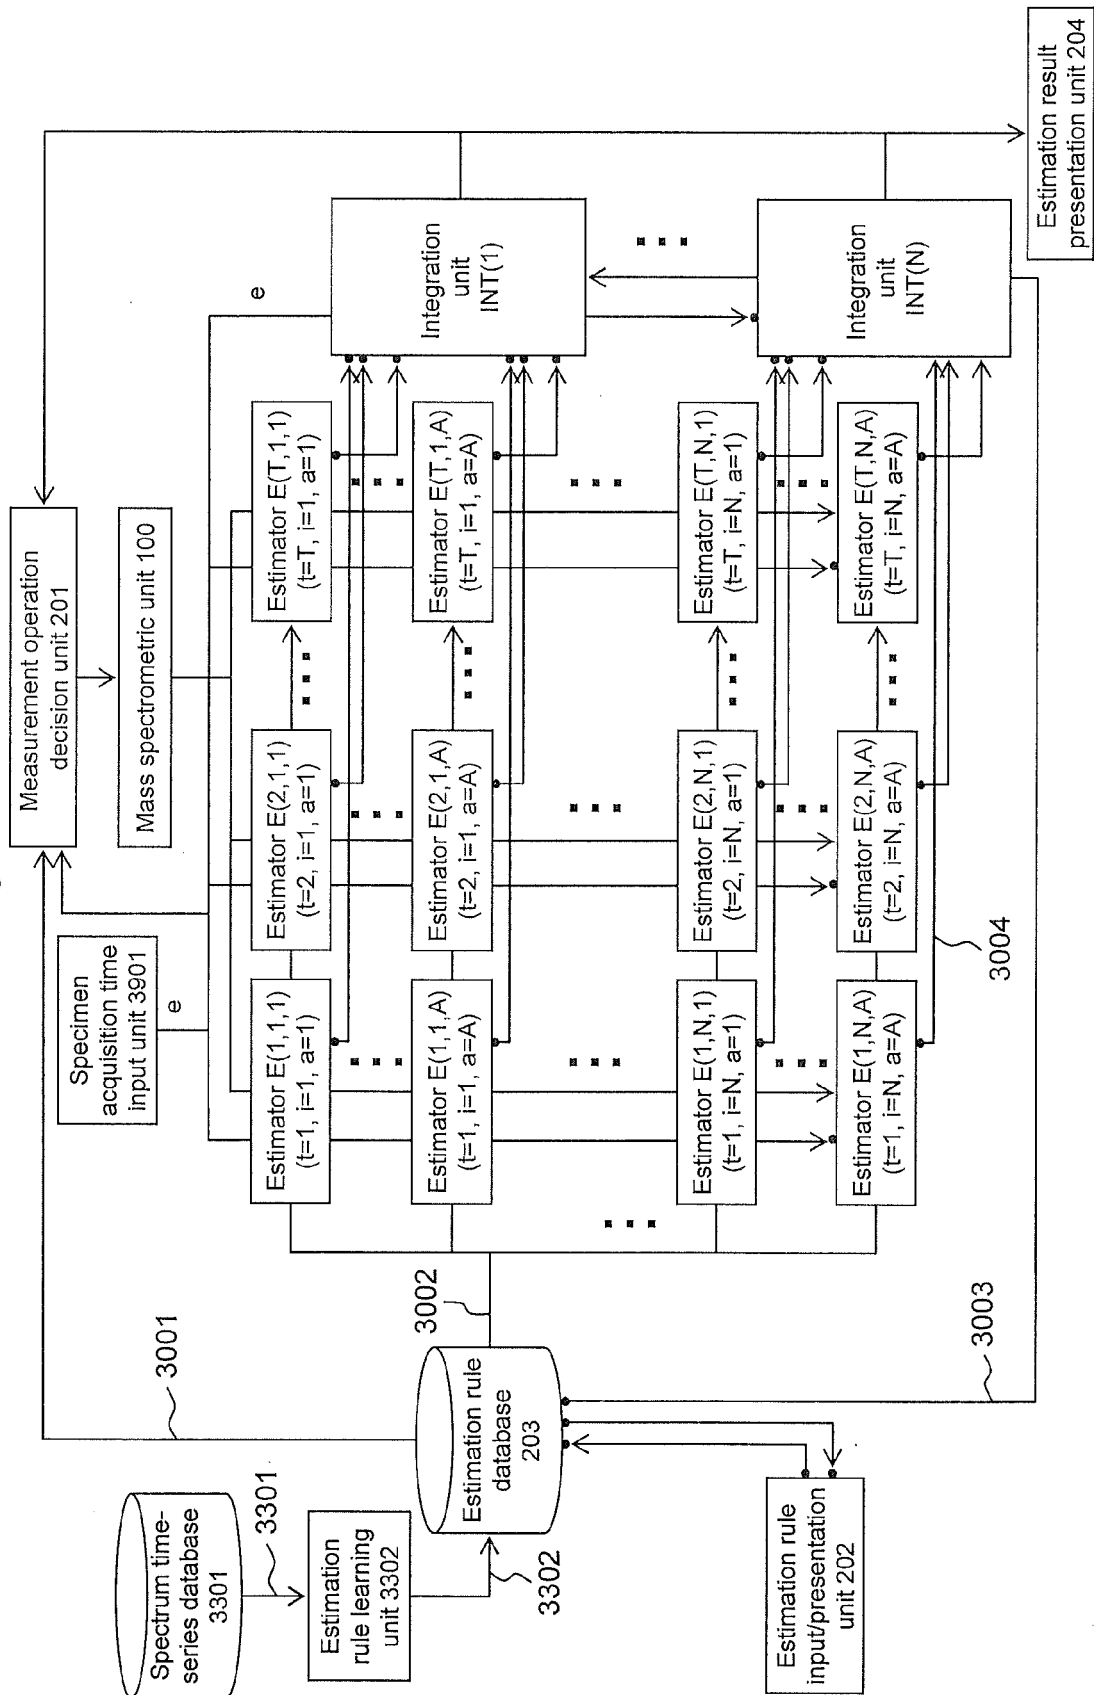 Measurement operation
decision unit 201
Mass spectrometric unit 100
Specimen
acquisition time
input unit 3901
e
e
3001
Spectrum time-
series database
3301
3301
Estimation
rule learning
unit 3302
3302
Estimation rule
database
203
3002
Estimation rule
input/presentation
unit 202
3003
Estimator E(1,1,1)
(t=1, i=1, a=1)
Estimator E(2,1,1)
(t=2, i=1, a=1)
Estimator E(T,1,1)
(t=T, i=1, a=1)
Estimator E(1,1,A)
(t=1, i=1, a=A)
Estimator E(2,1,A)
(t=2, i=1, a=A)
Estimator E(T,1,A)
(t=T, i=1, a=A)
Estimator E(1,N,1)
(t=1, i=N, a=1)
Estimator E(2,N,1)
(t=2, i=N, a=1)
Estimator E(T,N,1)
(t=T, i=N, a=1)
Estimator E(1,N,A)
(t=1, i=N, a=A)
Estimator E(2,N,A)
(t=2, i=N, a=A)
Estimator E(T,N,A)
(t=T, i=N, a=A)
3004
Integration
unit
INT(1)
Integration
unit
INT(N)
Estimation result
presentation unit 204